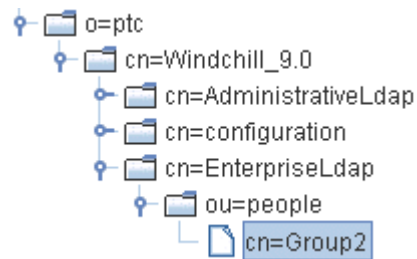 o=ptc
cn=Windchill_9.0
cn=AdministrativeLdap
cn=configuration
cn=EnterpriseLdap
ou=people
cn=Group2